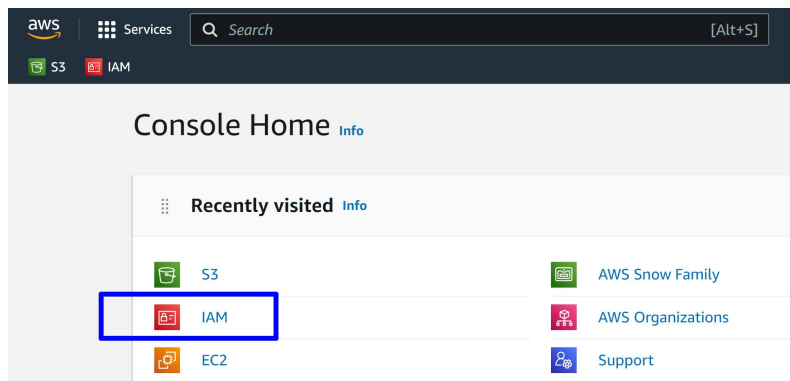 aws Services Search [Alt+S]
S3 IAM
Console Home Info
Recently visited Info
S3 AWS Snow Family
IAM AWS Organizations
EC2 Support